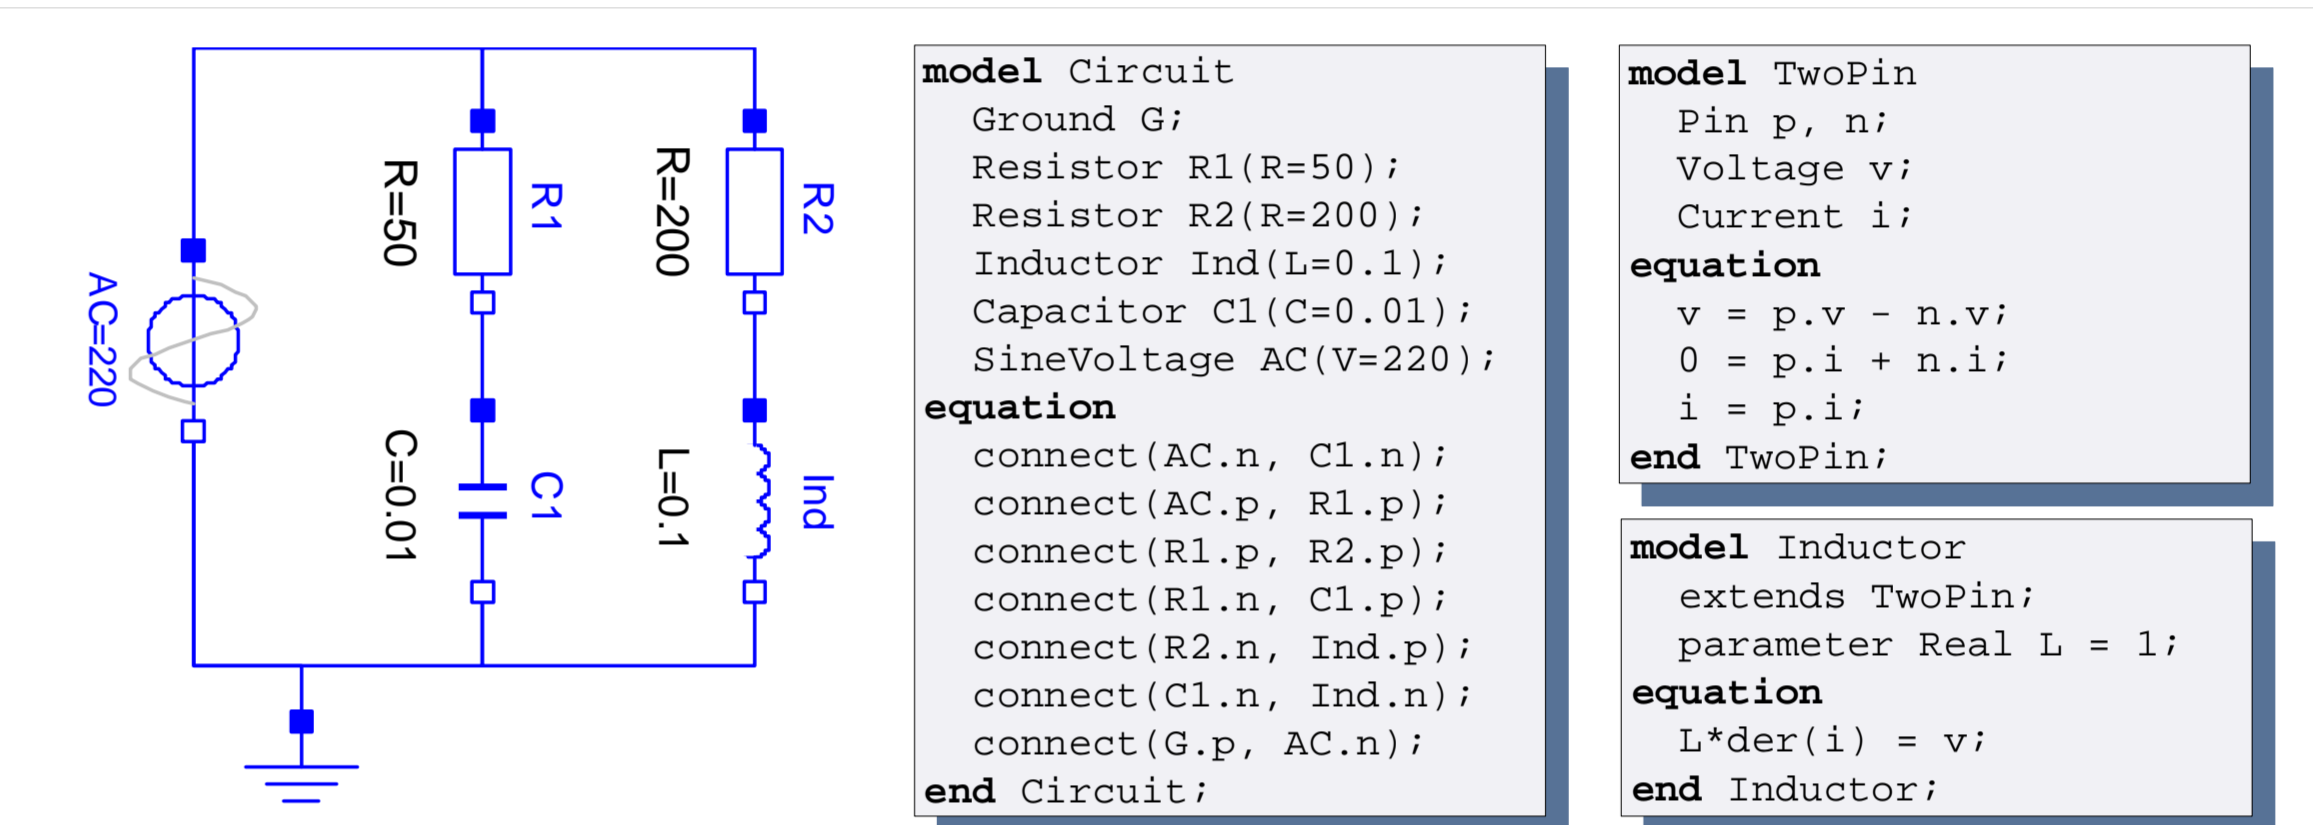 AC=220
R=50
R1
C=0.01
C1
R=200
R2
L=0.1
Ind
model Circuit
Ground G;
Resistor R1(R=50);
Resistor R2(R=200);
Inductor Ind(L=0.1);
Capacitor C1(C=0.01);
SineVoltage AC(V=220);
equation
connect(AC.n, C1.n);
connect(AC.p, R1.p);
connect(R1.p, R2.p);
connect(R1.n, C1.p);
connect(R2.n, Ind.p);
connect(C1.n, Ind.n);
connect(G.p, AC.n);
end Circuit;
model TwoPin
Pin p, n;
Voltage v;
Current i;
equation
v = p.v - n.v;
0 = p.i + n.i;
i = p.i;
end TwoPin;
model Inductor
extends TwoPin;
parameter Real L = 1;
equation
L*der(i) = v;
end Inductor;